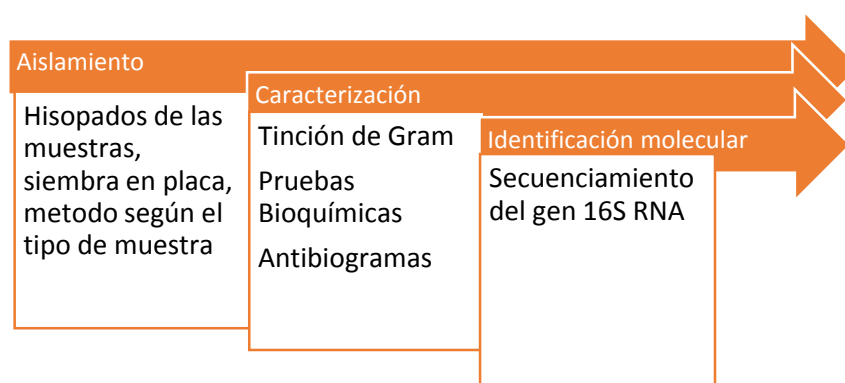 Aislamiento
Hisopados de las
muestras,
siembra en placa,
metodo según el
tipo de muestra
Caracterización
Tinción de Gram
Pruebas
Bioquímicas
Antibiogramas
Identificación molecular
Secuenciamiento
del gen 16S RNA